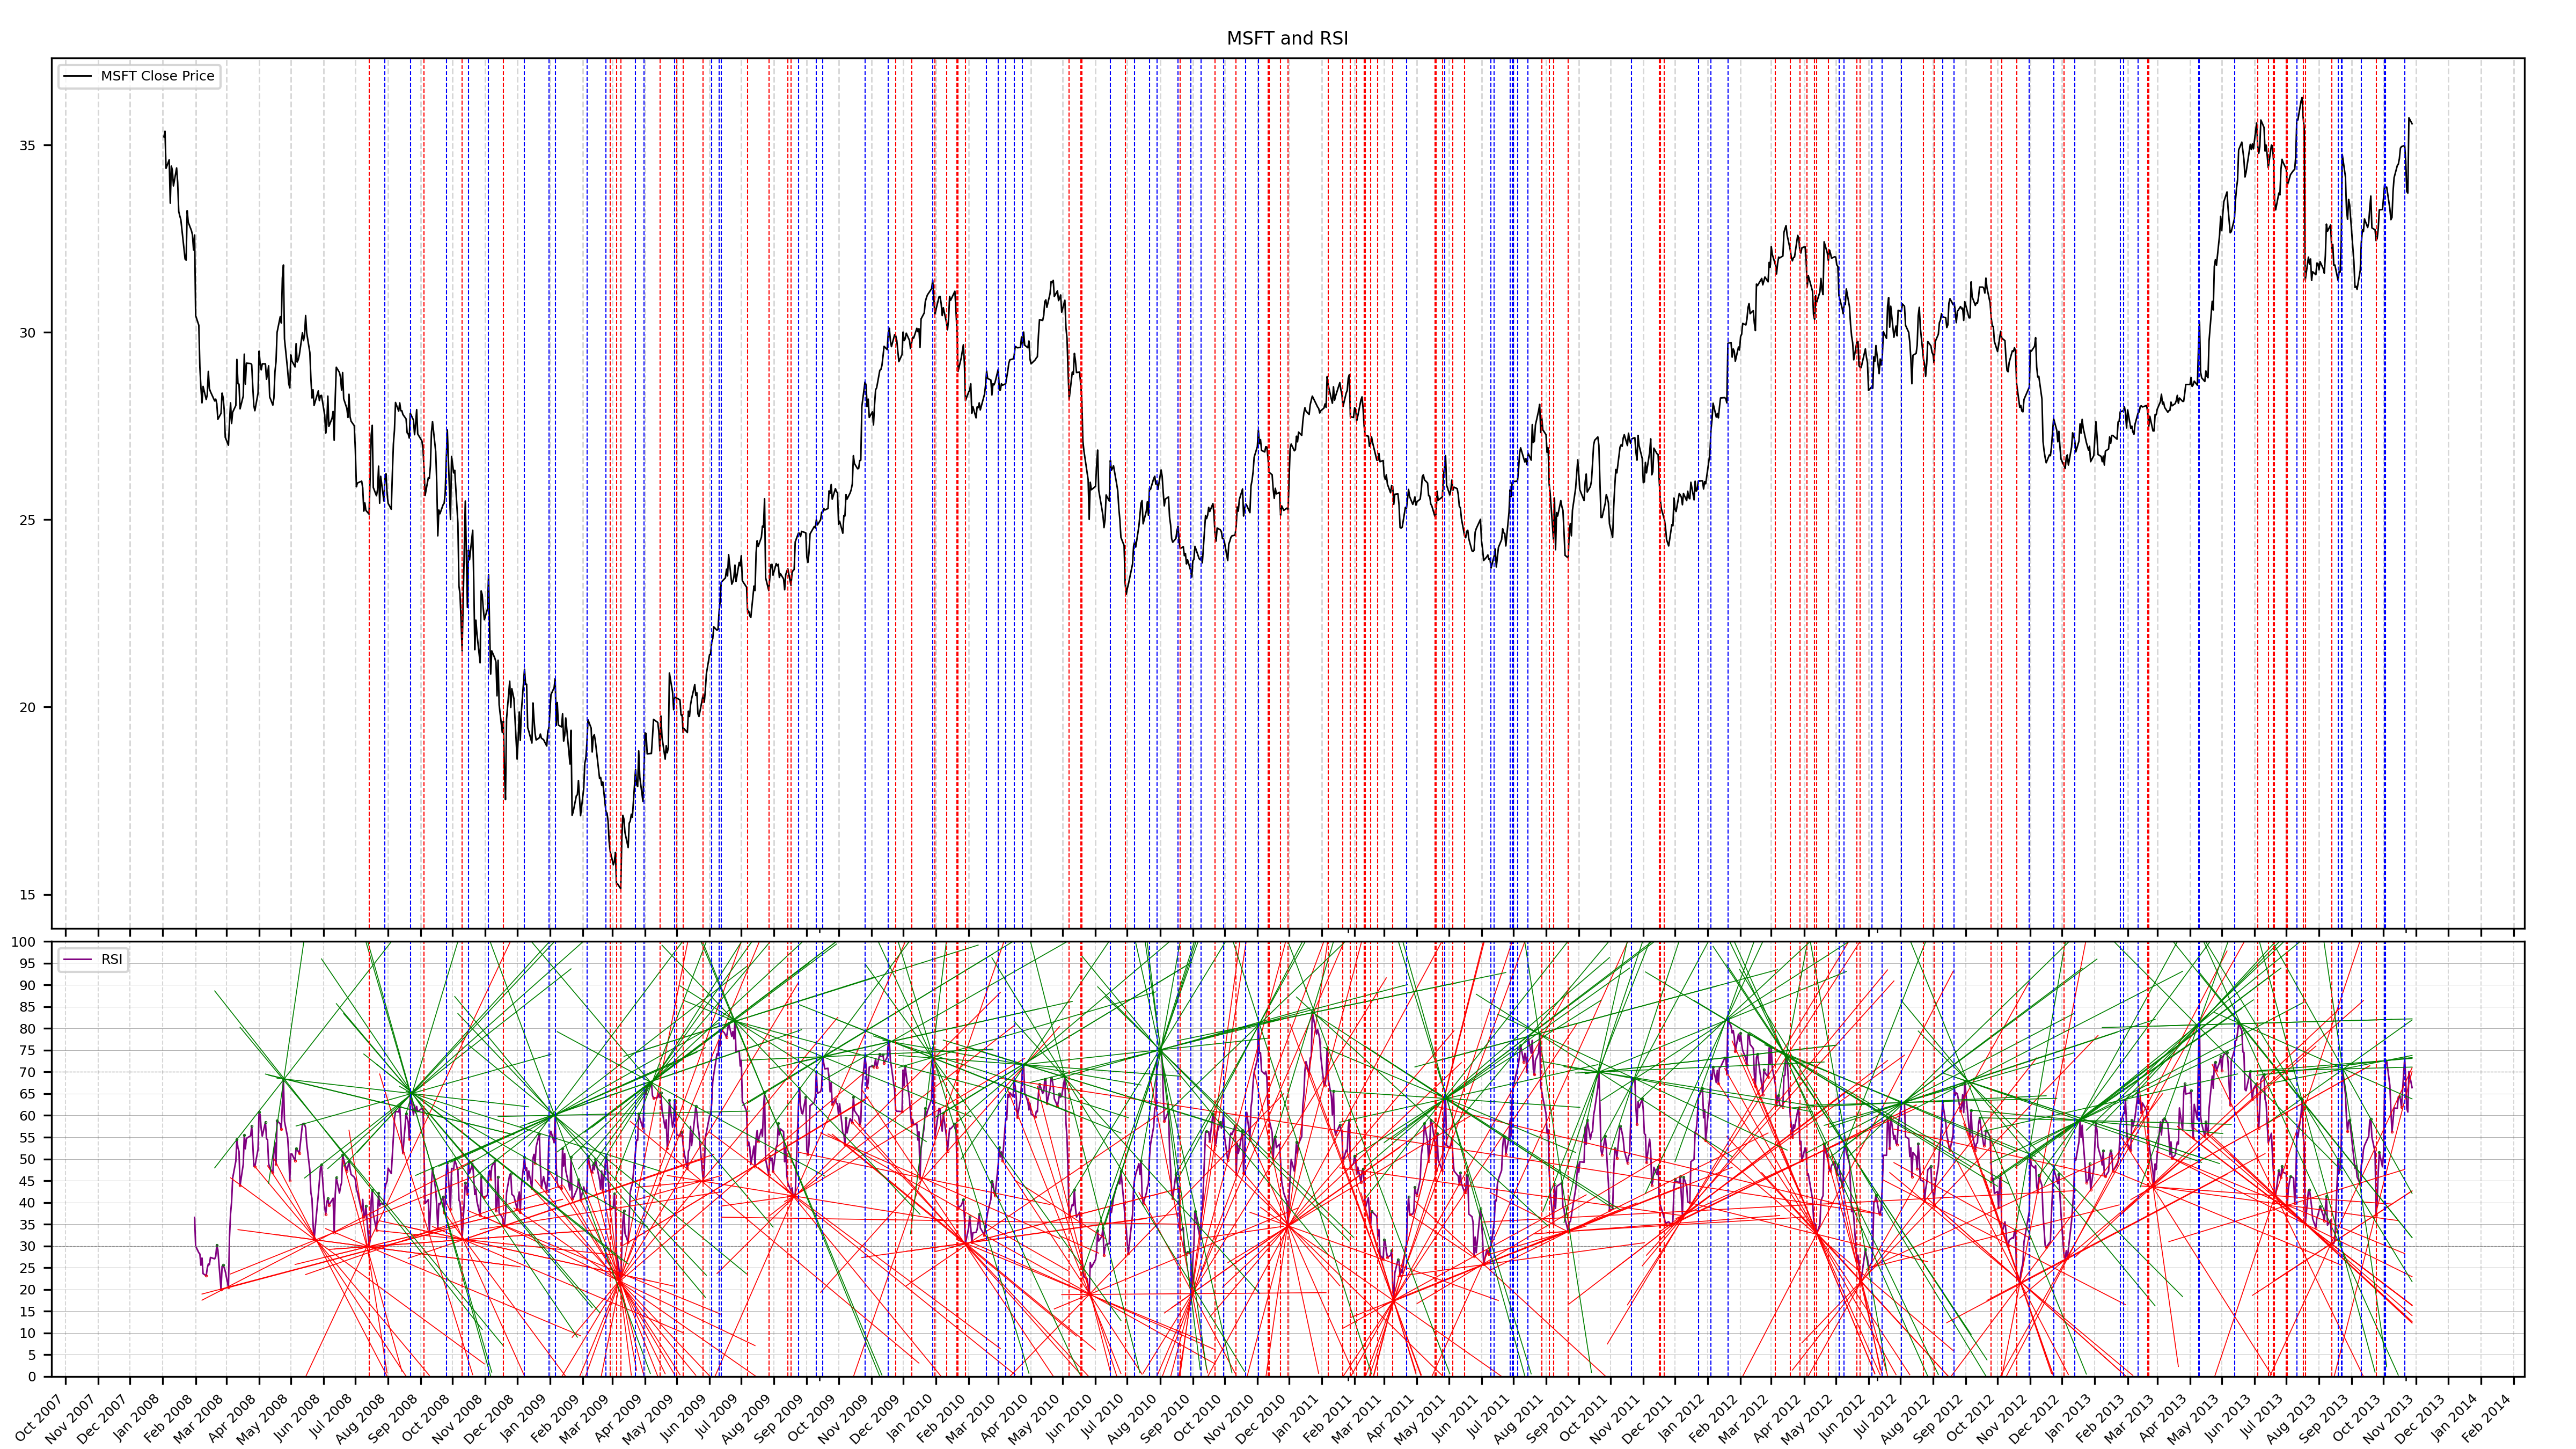 MSFT and RSI
MSFT Close Price
35
30
25
20
15
RSI
100
95
90
85
80
75
70
65
60
55
50
45
40
35
30
25
20
15
10
5
0
Oct 2007
Nov 2007
Dec 2007
Jan 2008
Feb 2008
Mar 2008
Apr 2008
May 2008
Jun 2008
Jul 2008
Aug 2008
Sep 2008
Oct 2008
Nov 2008
Dec 2008
Jan 2009
Feb 2009
Mar 2009
Apr 2009
May 2009
Jun 2009
Jul 2009
Aug 2009
Sep 2009
Oct 2009
Nov 2009
Dec 2009
Jan 2010
Feb 2010
Mar 2010
Apr 2010
May 2010
Jun 2010
Jul 2010
Aug 2010
Sep 2010
Oct 2010
Nov 2010
Dec 2010
Jan 2011
Feb 2011
Mar 2011
Apr 2011
May 2011
Jun 2011
Jul 2011
Aug 2011
Sep 2011
Oct 2011
Nov 2011
Dec 2011
Jan 2012
Feb 2012
Mar 2012
Apr 2012
May 2012
Jun 2012
Jul 2012
Aug 2012
Sep 2012
Oct 2012
Nov 2012
Dec 2012
Jan 2013
Feb 2013
Mar 2013
Apr 2013
May 2013
Jun 2013
Jul 2013
Aug 2013
Sep 2013
Oct 2013
Nov 2013
Dec 2013
Jan 2014
Feb 2014